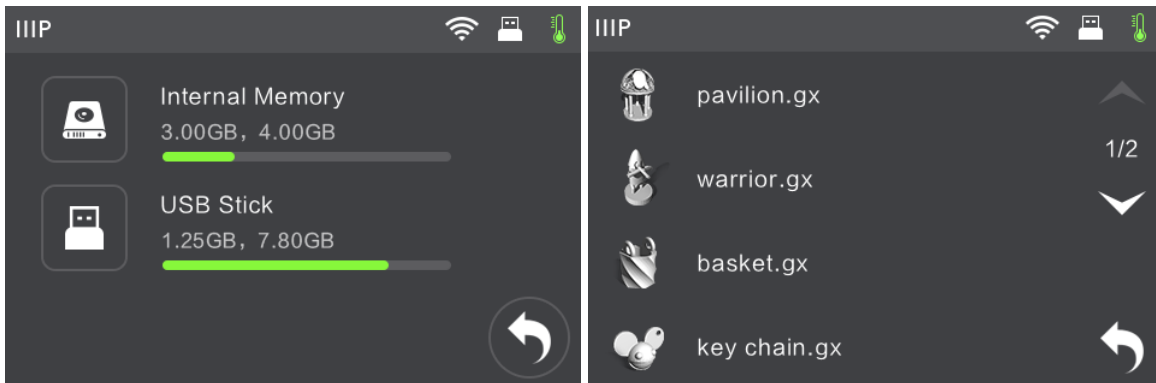 IIIP
Internal Memory
3.00GB, 4.00GB
USB Stick
1.25GB, 7.80GB
IIIP
pavilion.gx
1/2
warrior.gx
basket.gx
key chain.gx